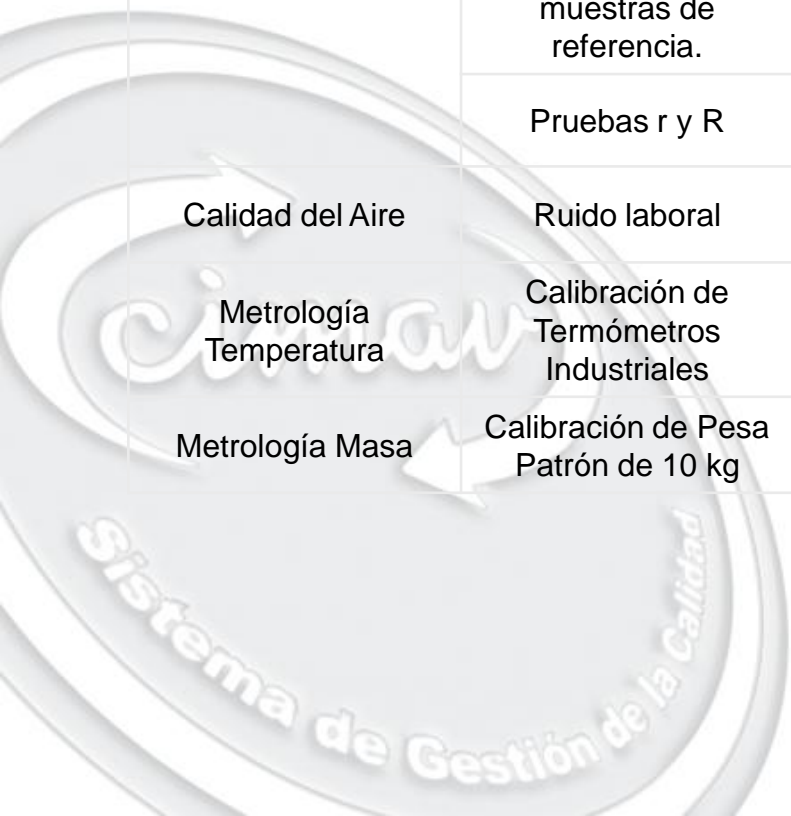 muestras de
referencia.
Pruebas r y R
Calidad del Aire
Ruido laboral
Metrología
Temperatura
Calibración de
Termómetros
Industriales
Metrología Masa
Calibración de Pesa
Patrón de 10 kg
cimav
Sistema de Gestión de la Calidad